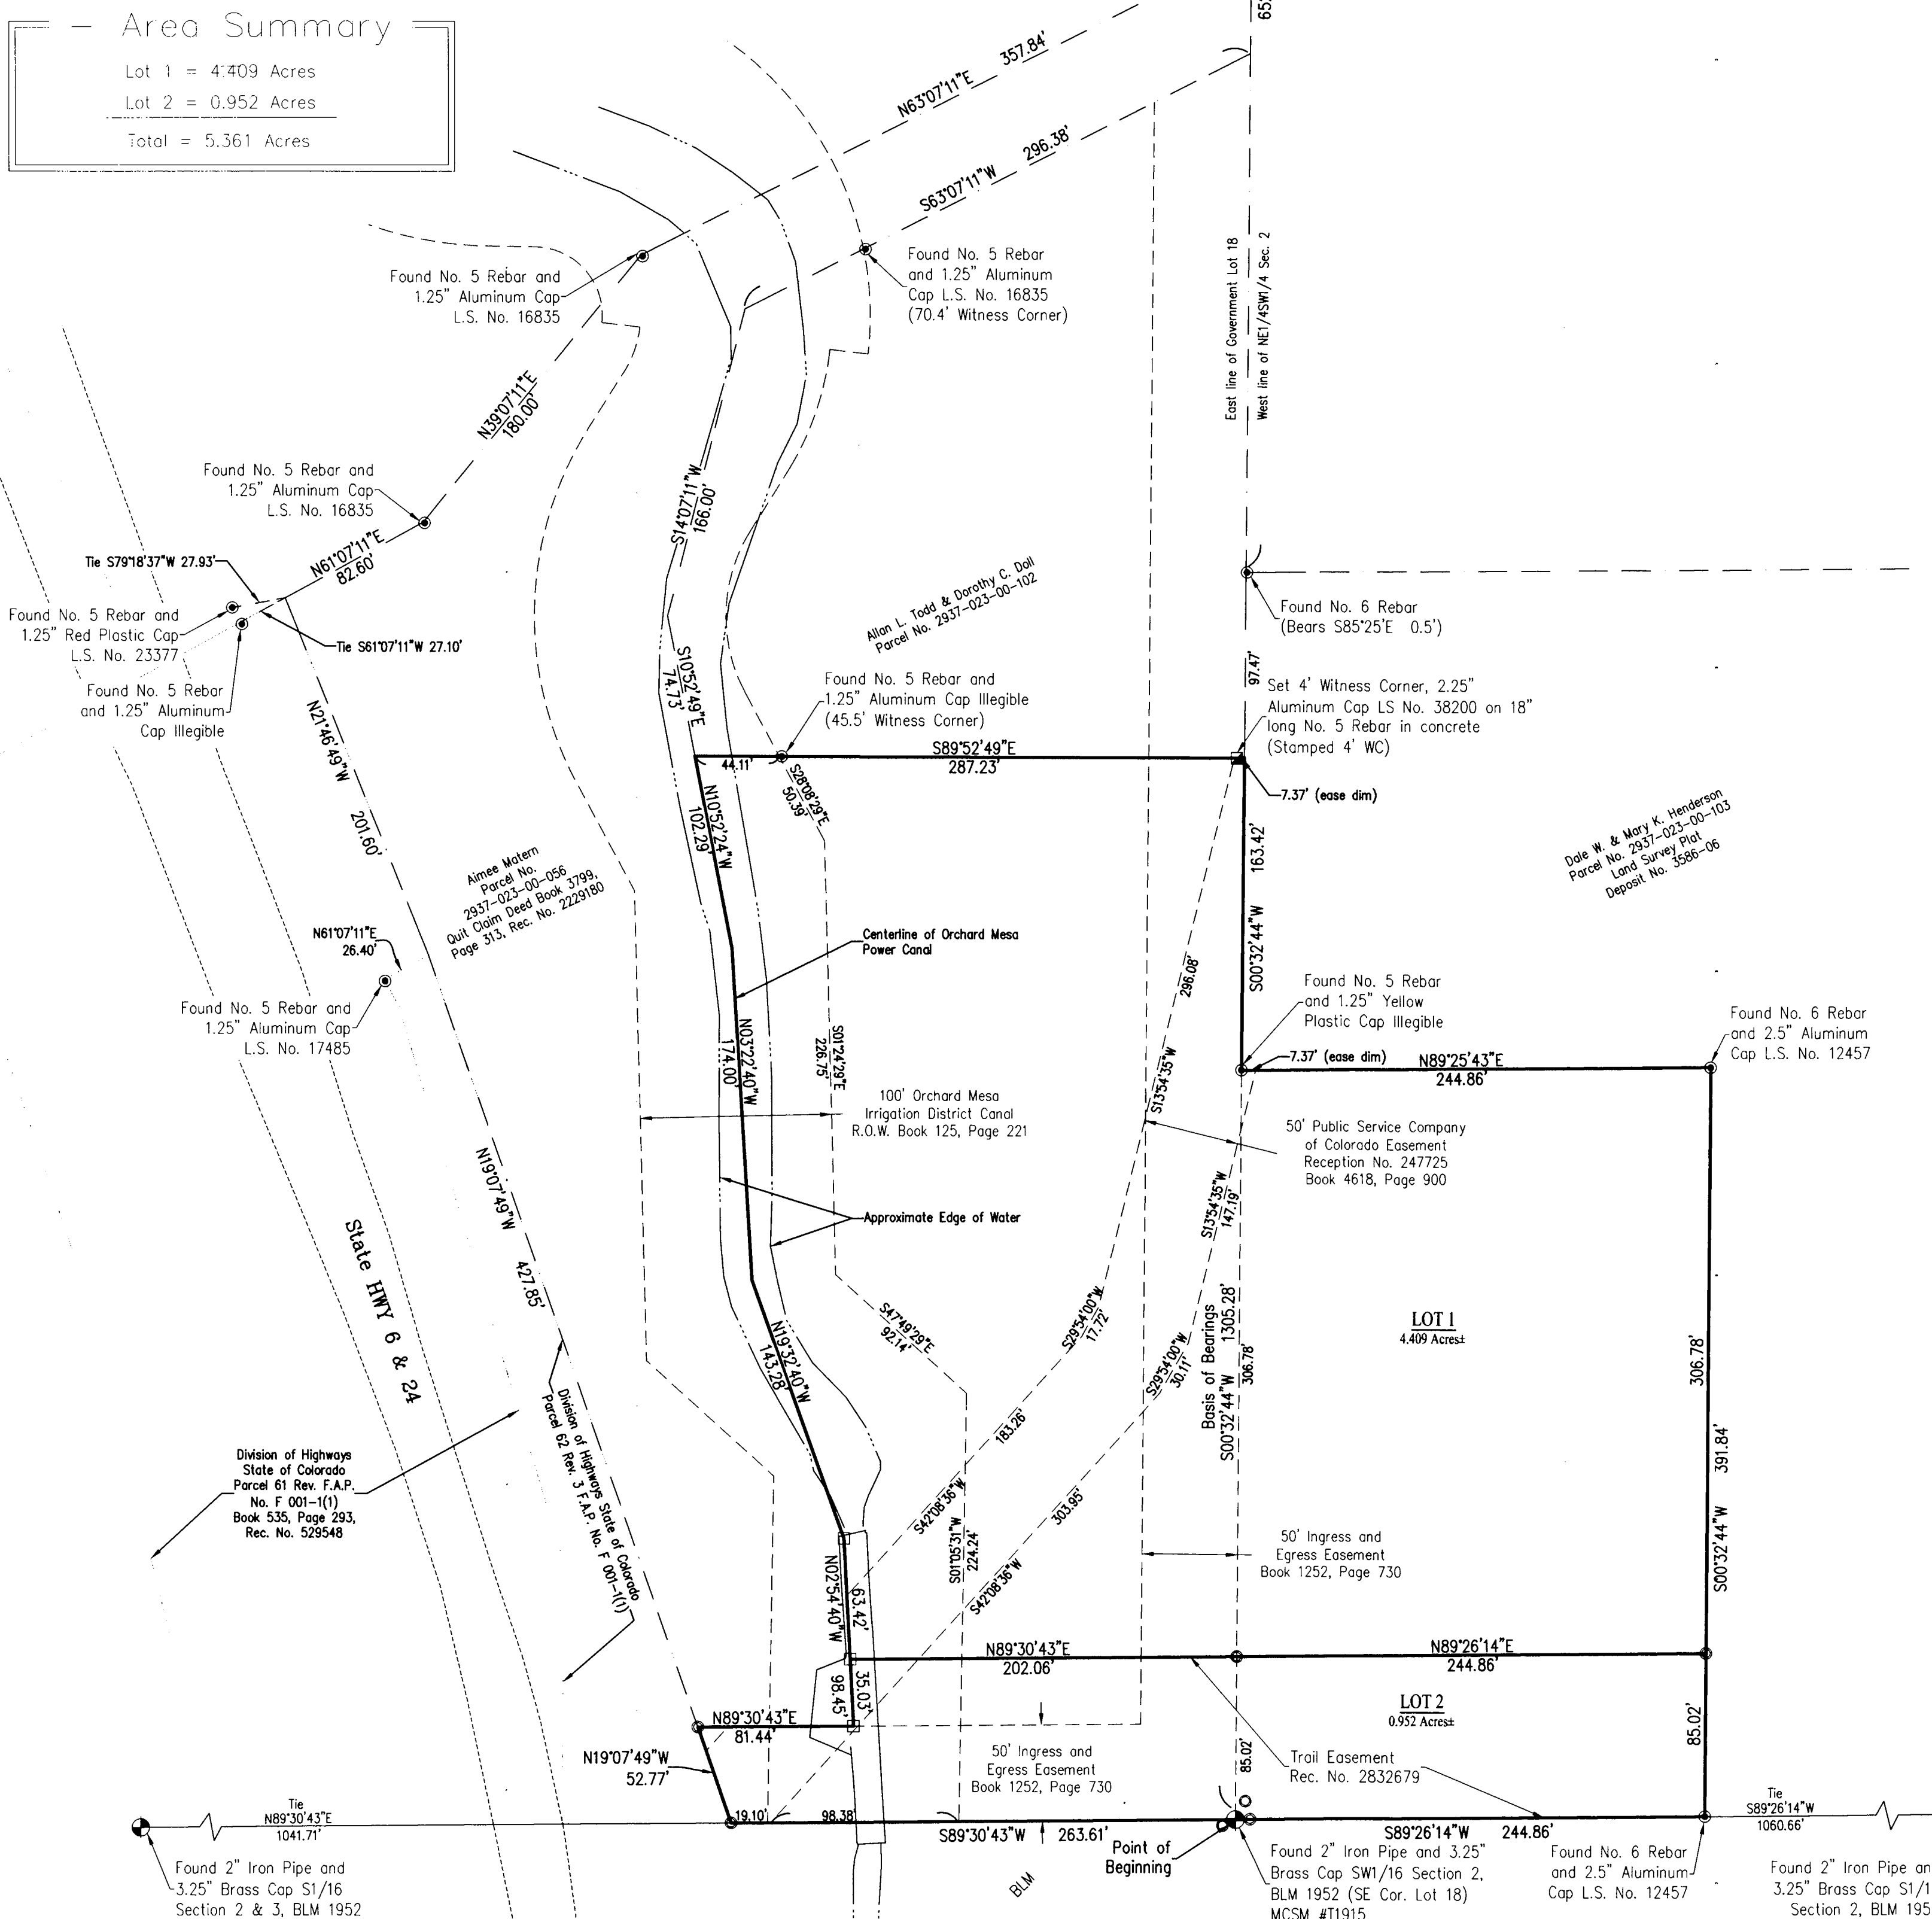 Area Summary
Lot 1 = 4.409 Acres
Lot 2 = 0.952 Acres
Total = 5.361 Acres
N63°07'11"E 357.84'
S63°07'11"W 296.38'
East line of Government Lot 18
West line of NE1/4SW1/4 Sec. 2
Found No. 5 Rebar and
1.25" Aluminum Cap
L.S. No. 16835
Found No. 5 Rebar
and 1.25" Aluminum
Cap L.S. No. 16835
(70.4' Witness Corner)
N39°07'11"E
180.00'
Found No. 5 Rebar and
1.25" Aluminum Cap
L.S. No. 16835
S14°07'11"W
166.00'
N61°07'11"E
82.60'
Tie S79°18'37"W 27.93'
Found No. 5 Rebar and
1.25" Red Plastic Cap
L.S. No. 23377
Tie S61°07'11"W 27.10'
Found No. 5 Rebar
and 1.25" Aluminum
Cap Illegible
Allan L. Todd & Dorothy C. Doll
Parcel No. 2937-023-00-102
Found No. 6 Rebar
(Bears S85°25'E 0.5')
97.47'
Set 4' Witness Corner, 2.25"
Aluminum Cap LS No. 38200 on 18"
long No. 5 Rebar in concrete
(Stamped 4' WC)
S10°52'49"E
74.73'
Found No. 5 Rebar and
1.25" Aluminum Cap Illegible
(45.5' Witness Corner)
S89°52'49"E
287.23'
44.11'
S28°08'29"E
50.39'
7.37' (ease dim)
N21°46'49"W 201.60'
N10°52'24"W
102.29'
163.42'
S00°32'44"W
Dale W. & Mary K. Henderson
Parcel No. 2937-023-00-103
Land Survey Plat
Deposit No. 3586-06
Aimee Matern
Parcel No.
2937-023-00-056
Quit Claim Deed Book 3799,
Page 313, Rec. No. 2229180
N61°07'11"E
26.40'
Centerline of Orchard Mesa
Power Canal
296.08'
S13°54'35"W
Found No. 5 Rebar and
1.25" Aluminum Cap
L.S. No. 17485
Found No. 5 Rebar
and 1.25" Yellow
Plastic Cap Illegible
Found No. 6 Rebar
and 2.5" Aluminum
Cap L.S. No. 12457
N03°22'40"W
174.00'
S01°24'29"E
226.75'
7.37' (ease dim)
N89°25'43"E
244.86'
100' Orchard Mesa
Irrigation District Canal
R.O.W. Book 125, Page 221
50' Public Service Company
of Colorado Easement
Reception No. 247725
Book 4618, Page 900
N19°07'49"W 427.85'
Approximate Edge of Water
S13°54'35"W
147.19'
State HWY 6 & 24
S47°49'29"E
92.14'
S29°54'00"W
17.72'
S29°54'00"W
30.11'
Basis of Bearings
S00°32'44"W 1305.28'
306.78'
LOT 1
4.409 Acres±
306.78'
S00°32'44"W 391.84'
N19°32'40"W
143.28'
Division of Highways State of Colorado
Parcel 62 Rev. 3 F.A.P. No. F 001-1(1)
Division of Highways
State of Colorado
Parcel 61 Rev. F.A.P.
No. F 001-1(1)
Book 535, Page 293,
Rec. No. 529548
183.26'
S42°08'36"W
303.95'
S42°08'36"W
N02°54'40"W
63.42'
S01°05'31"W
224.24'
50' Ingress and
Egress Easement
Book 1252, Page 730
N89°30'43"E
202.06'
N89°26'14"E
244.86'
35.03'
98.45'
LOT 2
0.952 Acres±
85.02'
N89°30'43"E
81.44'
N19°07'49"W
52.77'
50' Ingress and
Egress Easement
Book 1252, Page 730
85.02'
Trail Easement
Rec. No. 2832679
Tie
N89°30'43"E
1041.71'
19.10'
98.38'
S89°30'43"W 263.61'
S89°26'14"W 244.86'
Tie
S89°26'14"W
1060.66'
Point of
Beginning
BLM
Found 2" Iron Pipe and
3.25" Brass Cap S1/16
Section 2 & 3, BLM 1952
Found 2" Iron Pipe and 3.25"
Brass Cap SW1/16 Section 2,
BLM 1952 (SE Cor. Lot 18)
MCSM #T1915
Found No. 6 Rebar
and 2.5" Aluminum
Cap L.S. No. 12457
Found 2" Iron Pipe an
3.25" Brass Cap S1/1
Section 2, BLM 195